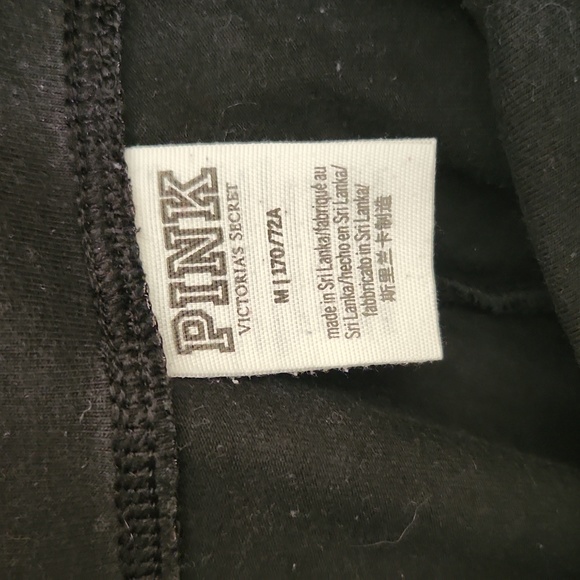 PINK
VICTORIA'S SECRET
M | 170/72A
made in Sri Lanka/fabriqué au
Sri Lanka/hecho en Sri Lanka/
fabbricato in Sri Lanka/
斯里兰卡制造